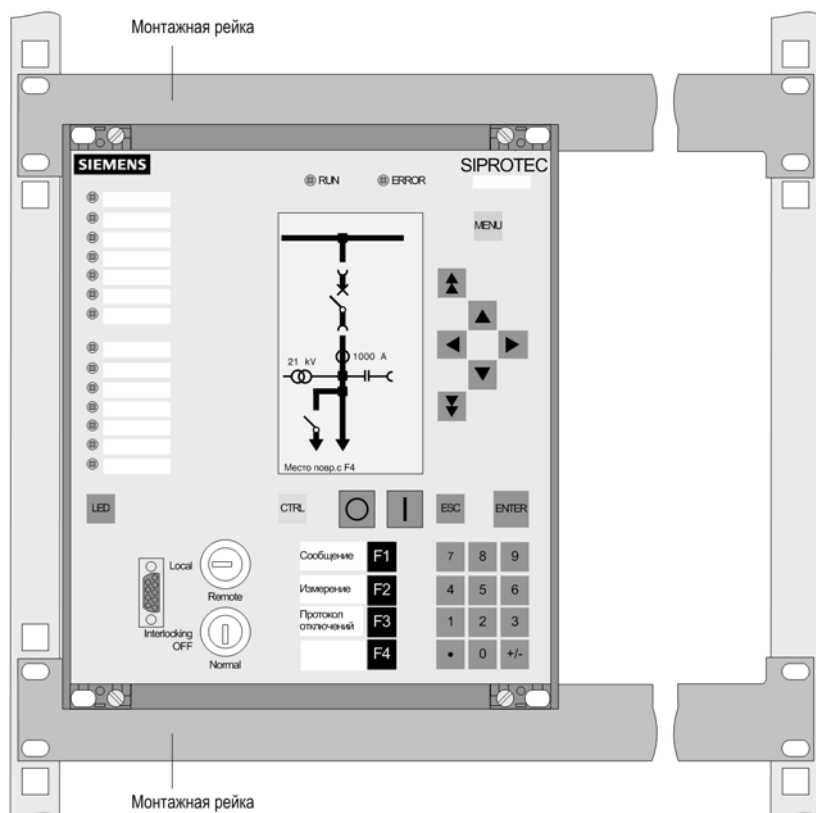 Монтажная рейка
SIEMENS
SIPROTEC
RUN
ERROR
MENU
21 kV
1000 A
Место повр.с F4
LED
CTRL
ESC
ENTER
Local
Remote
Interlocking
OFF
Normal
Сообщение F1
Измерение F2
Протокол
отключений F3
F4
7 8 9
4 5 6
1 2 3
• 0 +/-
Монтажная рейка